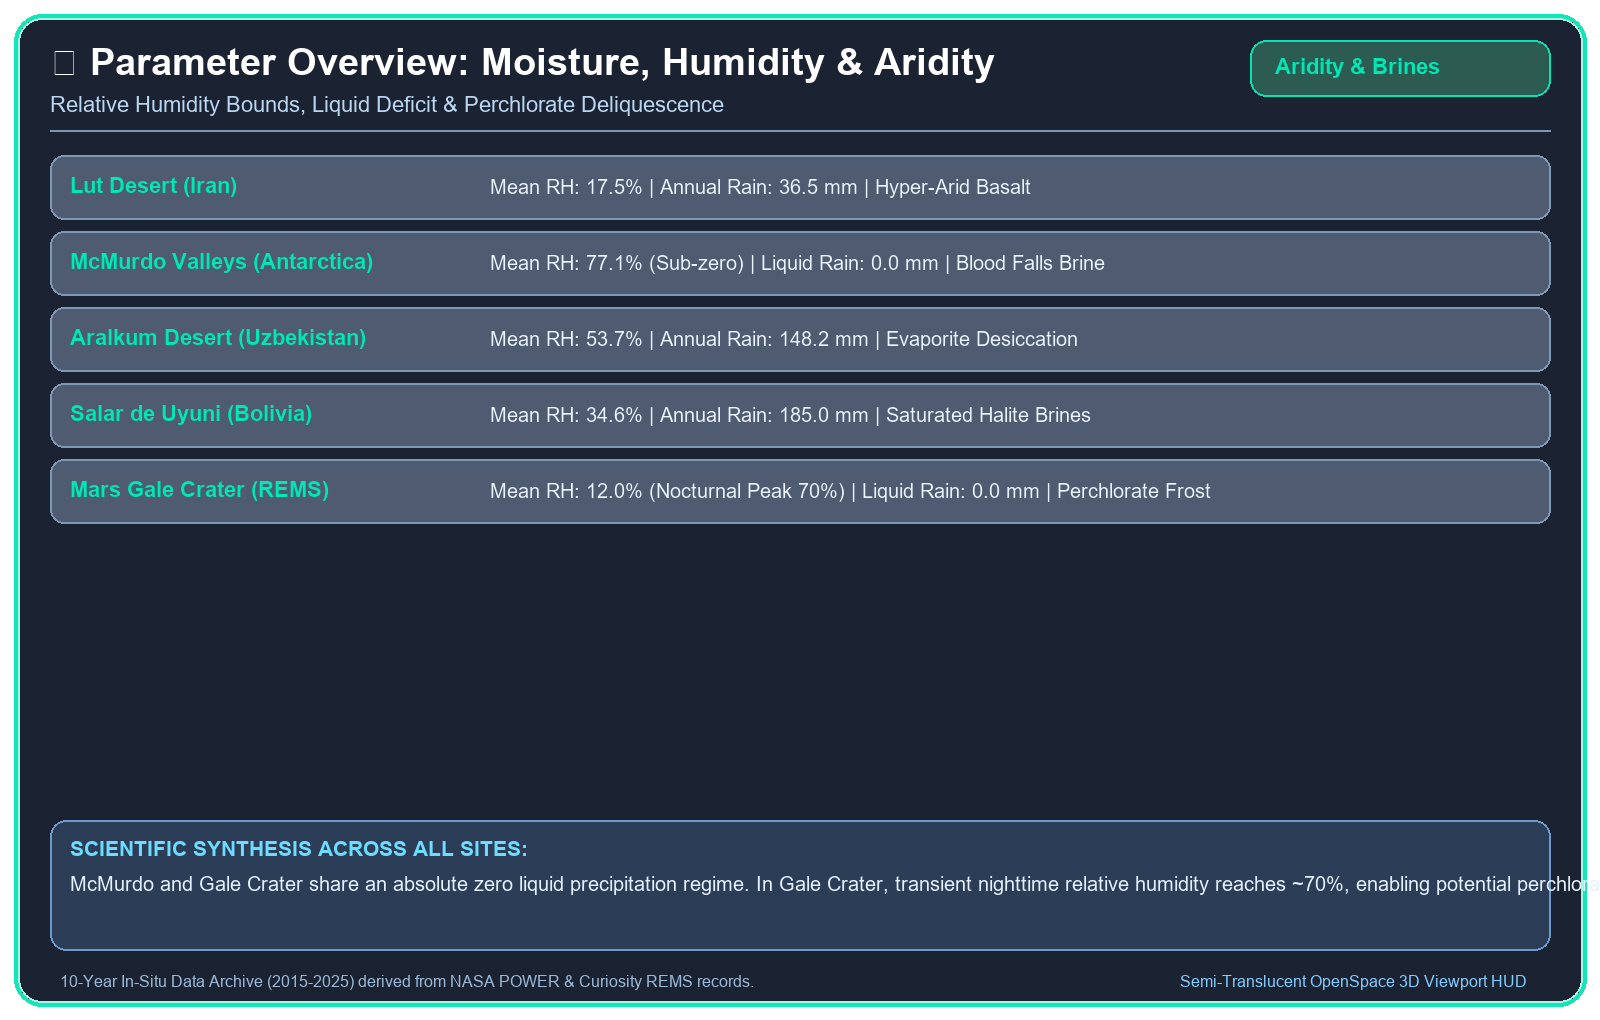 Parameter Overview: Moisture, Humidity & Aridity
Aridity & Brines
Relative Humidity Bounds, Liquid Deficit & Perchlorate Deliquescence
Lut Desert (Iran)
Mean RH: 17.5% | Annual Rain: 36.5 mm | Hyper-Arid Basalt
McMurdo Valleys (Antarctica)
Mean RH: 77.1% (Sub-zero) | Liquid Rain: 0.0 mm | Blood Falls Brine
Aralkum Desert (Uzbekistan)
Mean RH: 53.7% | Annual Rain: 148.2 mm | Evaporite Desiccation
Salar de Uyuni (Bolivia)
Mean RH: 34.6% | Annual Rain: 185.0 mm | Saturated Halite Brines
Mars Gale Crater (REMS)
Mean RH: 12.0% (Nocturnal Peak 70%) | Liquid Rain: 0.0 mm | Perchlorate Frost
SCIENTIFIC SYNTHESIS ACROSS ALL SITES:
McMurdo and Gale Crater share an absolute zero liquid precipitation regime. In Gale Crater, transient nighttime relative humidity reaches ~70%, enabling potential
10-Year In-Situ Data Archive (2015-2025) derived from NASA POWER & Curiosity REMS records.
Semi-Translucent OpenSpace 3D Viewport HUD